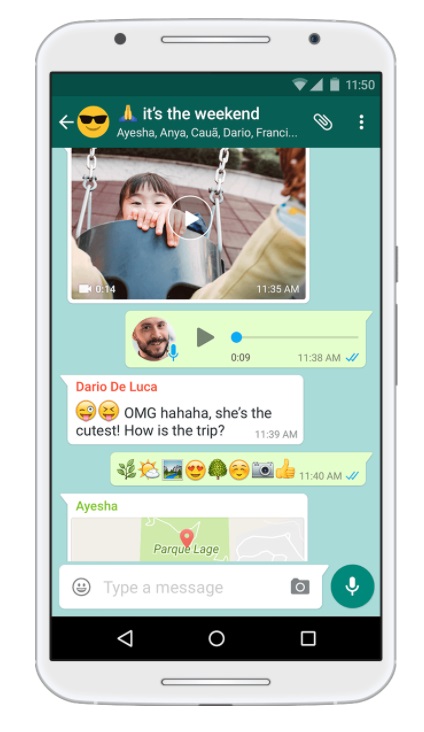 11:50
🙏 it's the weekend
Ayesha, Anya, Cauã, Dario, Franci...
0:14
11:35 AM
0:09
11:38 AM
Dario De Luca
😜😝 OMG hahaha, she's the
cutest! How is the trip?
11:39 AM
🌿🌤🏞😍🌳☺📷👍 11:40 AM
Ayesha
Parque Lage
Type a message